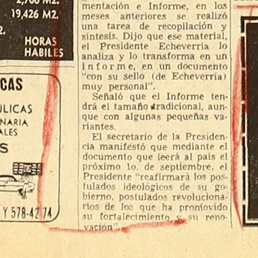 2,700 M2.
19,426 M2.
HORAS
HABILES
CAS
ULICAS
NARIA
ALES
S
Y 578-42 74
mentación e Informe, en los
meses anteriores se realizó
una tarea de recopilación y
síntesis. Dijo que ese material,
el Presidente Echeverría lo
analiza y lo transforma en un
informe, en un documento
"con su sello (de Echeverría)
muy personal".
Señaló que el Informe ten-
drá el tamaño tradicional, aun-
que con algunas pequeñas va-
riantes.
El secretario de la Presiden-
cia manifestó que mediante el
documento que leerá al país el
próximo 1o. de septiembre, el
Presidente "reafirmará los pos-
tulados ideológicos de su go-
bierno, postulados revoluciona-
rios de los que ha promovido
su fortalecimiento y su reno-
vación".